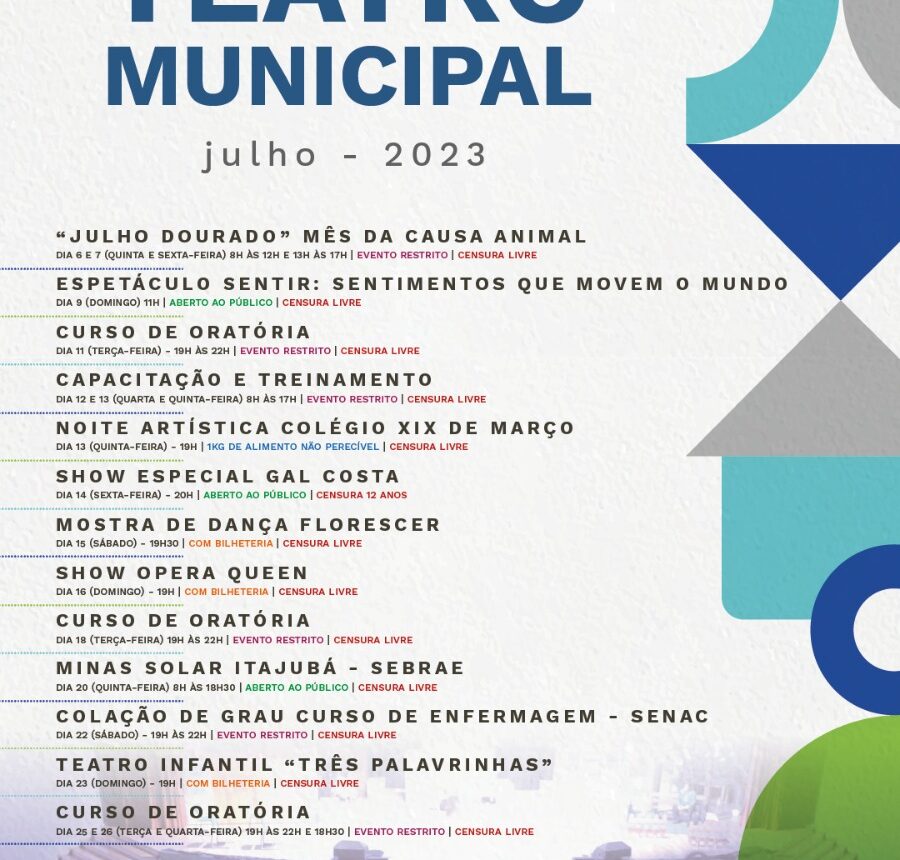 TEATRO
MUNICIPAL
julho - 2023
“JULHO DOURADO” MÊS DA CAUSA ANIMAL
DIA 6 E 7 (QUINTA E SEXTA-FEIRA) 8H ÀS 12H E 13H ÀS 17H | EVENTO RESTRITO | CENSURA LIVRE
ESPETÁCULO SENTIR: SENTIMENTOS QUE MOVEM O MUNDO
DIA 9 (DOMINGO) 11H | ABERTO AO PÚBLICO | CENSURA LIVRE
CURSO DE ORATÓRIA
DIA 11 (TERÇA-FEIRA) - 19H ÀS 22H | EVENTO RESTRITO | CENSURA LIVRE
CAPACITAÇÃO E TREINAMENTO
DIA 12 E 13 (QUARTA E QUINTA-FEIRA) 8H ÀS 17H | EVENTO RESTRITO | CENSURA LIVRE
NOITE ARTÍSTICA COLÉGIO XIX DE MARÇO
DIA 13 (QUINTA-FEIRA) - 19H | 1KG DE ALIMENTO NÃO PERECÍVEL | CENSURA LIVRE
SHOW ESPECIAL GAL COSTA
DIA 14 (SEXTA-FEIRA) - 20H | ABERTO AO PÚBLICO | CENSURA 12 ANOS
MOSTRA DE DANÇA FLORESCER
DIA 15 (SÁBADO) - 19H30 | COM BILHETERIA | CENSURA LIVRE
SHOW OPERA QUEEN
DIA 16 (DOMINGO) - 19H | COM BILHETERIA | CENSURA LIVRE
CURSO DE ORATÓRIA
DIA 18 (TERÇA-FEIRA) 19H ÀS 22H | EVENTO RESTRITO | CENSURA LIVRE
MINAS SOLAR ITAJUBÁ - SEBRAE
DIA 20 (QUINTA-FEIRA) 8H ÀS 18H30 | ABERTO AO PÚBLICO | CENSURA LIVRE
COLAÇÃO DE GRAU CURSO DE ENFERMAGEM - SENAC
DIA 22 (SÁBADO) - 19H ÀS 22H | EVENTO RESTRITO | CENSURA LIVRE
TEATRO INFANTIL “TRÊS PALAVRINHAS”
DIA 23 (DOMINGO) - 19H | COM BILHETERIA | CENSURA LIVRE
CURSO DE ORATÓRIA
DIA 25 E 26 (TERÇA E QUARTA-FEIRA) 19H ÀS 22H E 18H30 | EVENTO RESTRITO | CENSURA LIVRE